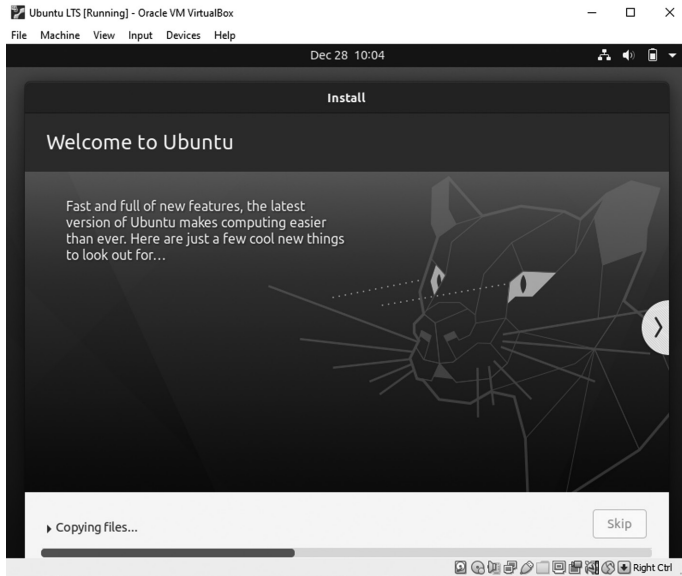 Ubuntu LTS [Running] - Oracle VM VirtualBox
File Machine View Input Devices Help
Dec 28 10:04
Install
Welcome to Ubuntu
Fast and full of new features, the latest
version of Ubuntu makes computing easier
than ever. Here are just a few cool new things
to look out for...
Copying files...
Skip
Right Ctrl